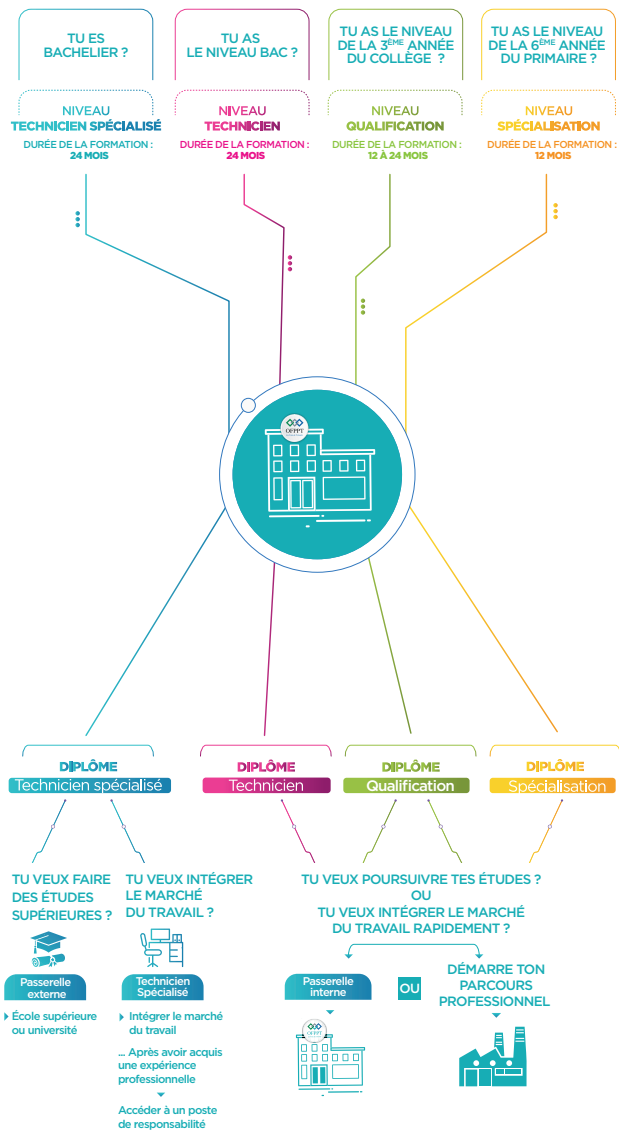 TU ES
BACHELIER ?
TU AS
LE NIVEAU BAC ?
TU AS LE NIVEAU
DE LA 3ÈME ANNÉE
DU COLLÈGE ?
TU AS LE NIVEAU
DE LA 6ÈME ANNÉE
DU PRIMAIRE ?
NIVEAU
TECHNICIEN SPÉCIALISÉ
DURÉE DE LA FORMATION :
24 MOIS
NIVEAU
TECHNICIEN
DURÉE DE LA FORMATION :
24 MOIS
NIVEAU
QUALIFICATION
DURÉE DE LA FORMATION :
12 À 24 MOIS
NIVEAU
SPÉCIALISATION
DURÉE DE LA FORMATION :
12 MOIS
OFPPT
DIPLÔME
Technicien spécialisé
DIPLÔME
Technicien
DIPLÔME
Qualification
DIPLÔME
Spécialisation
TU VEUX FAIRE
DES ÉTUDES
SUPÉRIEURES ?
Passerelle
externe
École supérieure
ou université
TU VEUX INTÉGRER
LE MARCHÉ
DU TRAVAIL ?
Technicien
Spécialisé
Intégrer le marché
du travail
... Après avoir acquis
une expérience
professionnelle
Accéder à un poste
de responsabilité
TU VEUX POURSUIVRE TES ÉTUDES ?
OU
TU VEUX INTÉGRER LE MARCHÉ
DU TRAVAIL RAPIDEMENT ?
Passerelle
interne
OFPPT
OU
DÉMARRE TON
PARCOURS
PROFESSIONNEL